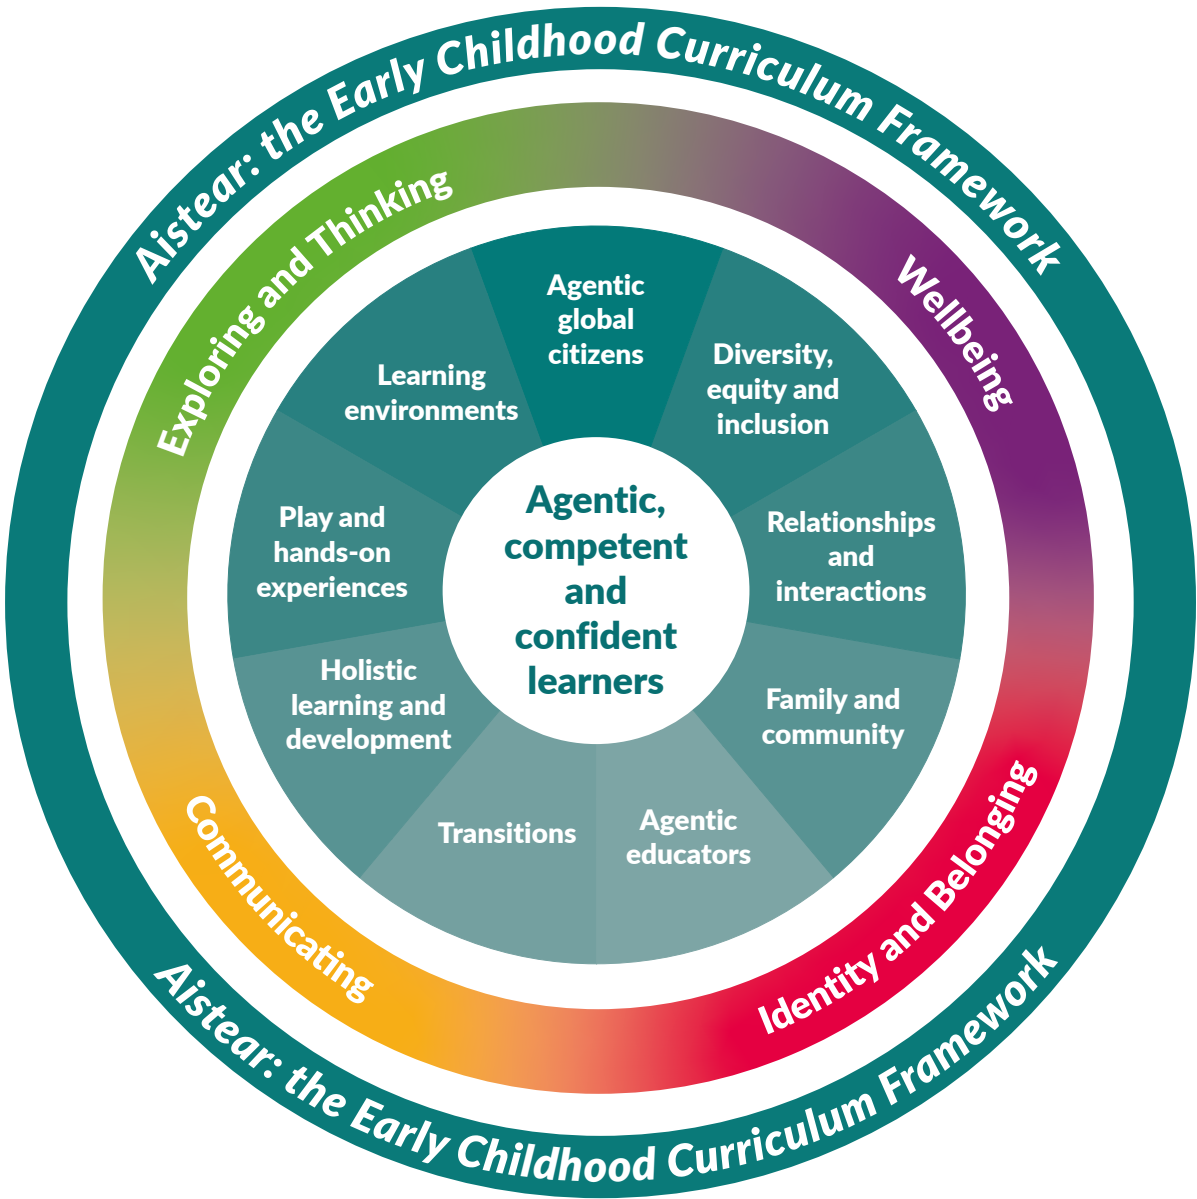 Aistear: the Early Childhood Curriculum Framework
Exploring and Thinking
Wellbeing
Identity and Belonging
Communicating
Agentic
global
citizens
Diversity,
equity and
inclusion
Relationships
and
interactions
Family and
community
Agentic
educators
Transitions
Holistic
learning and
development
Play and
hands-on
experiences
Learning
environments
Agentic,
competent
and
confident
learners
Aistear: the Early Childhood Curriculum Framework